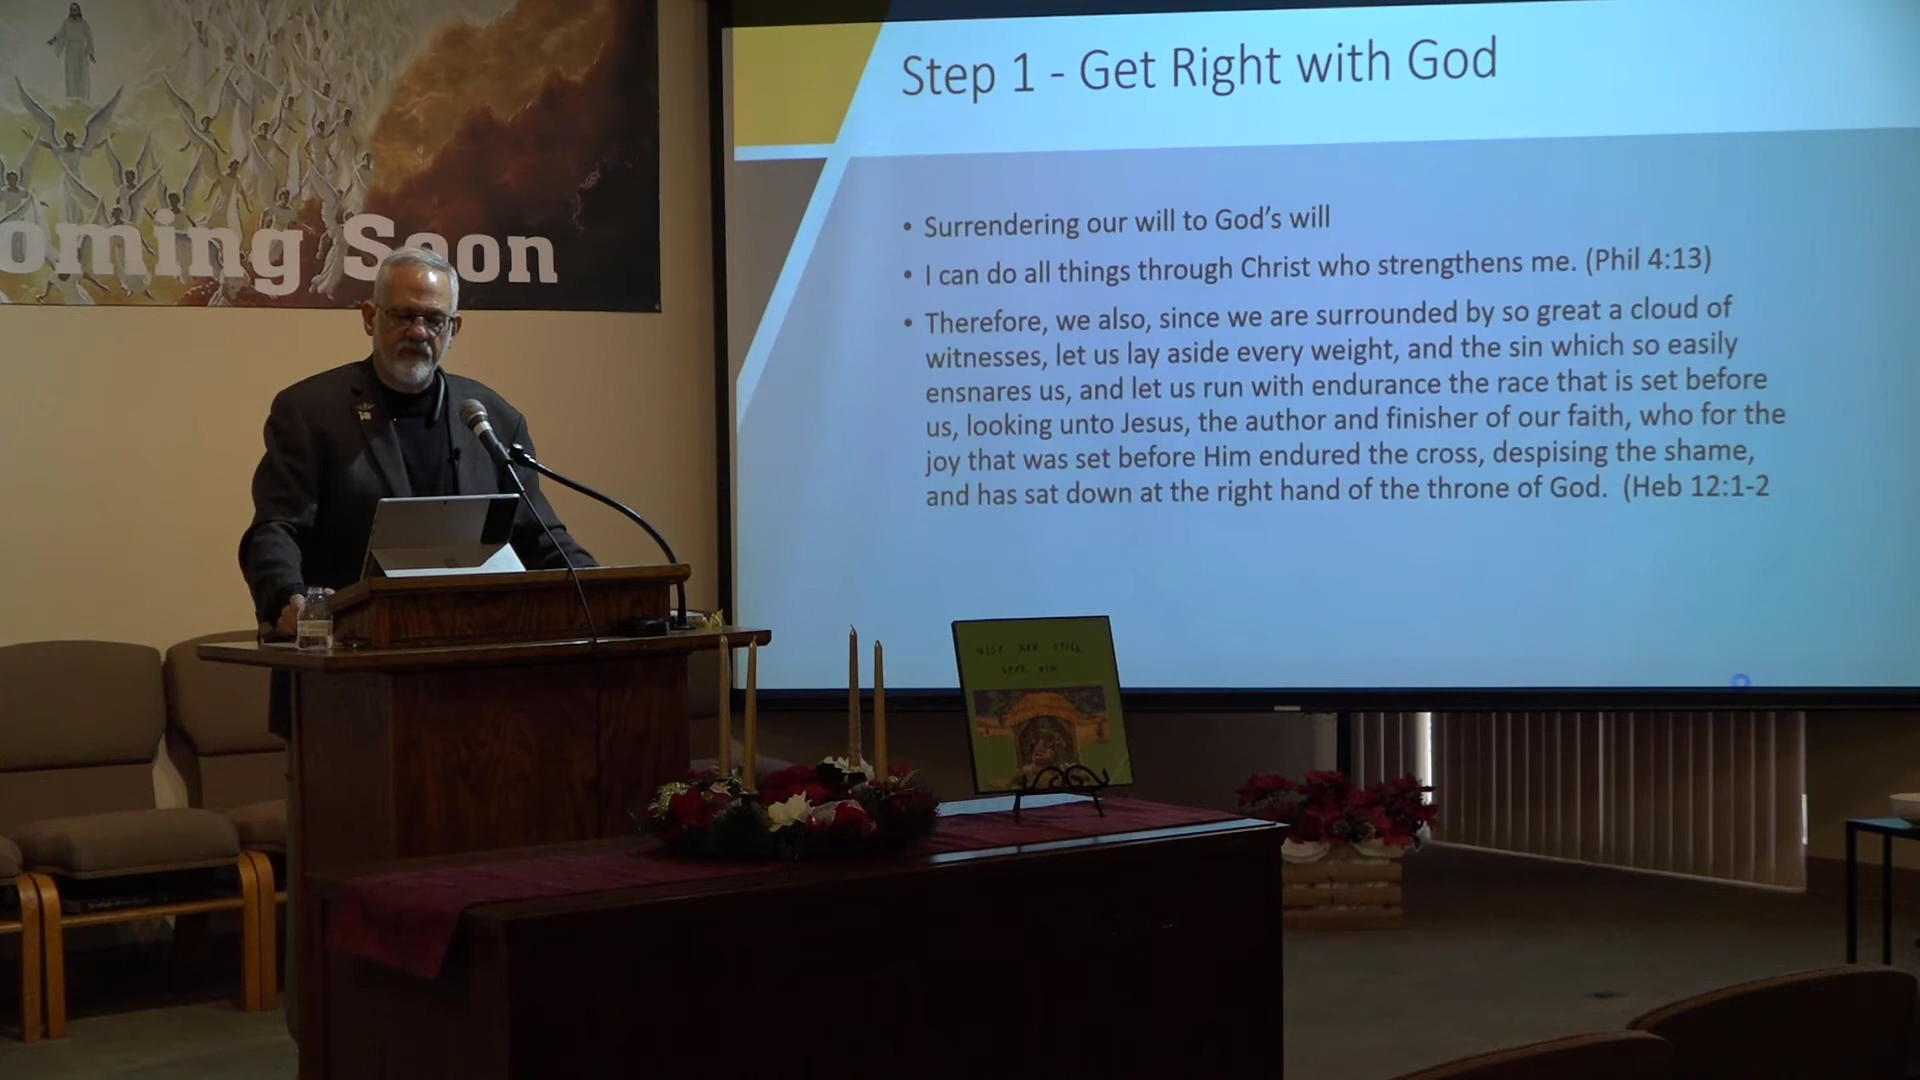 oming Soon
Step 1 - Get Right with God
• Surrendering our will to God's will
• I can do all things through Christ who strengthens me. (Phil 4:13)
• Therefore, we also, since we are surrounded by so great a cloud of
witnesses, let us lay aside every weight, and the sin which so easily
ensnares us, and let us run with endurance the race that is set before
us, looking unto Jesus, the author and finisher of our faith, who for the
joy that was set before Him endured the cross, despising the shame,
and has sat down at the right hand of the throne of God.  (Heb 12:1-2
WISE MEN STILL
SEEK HIM